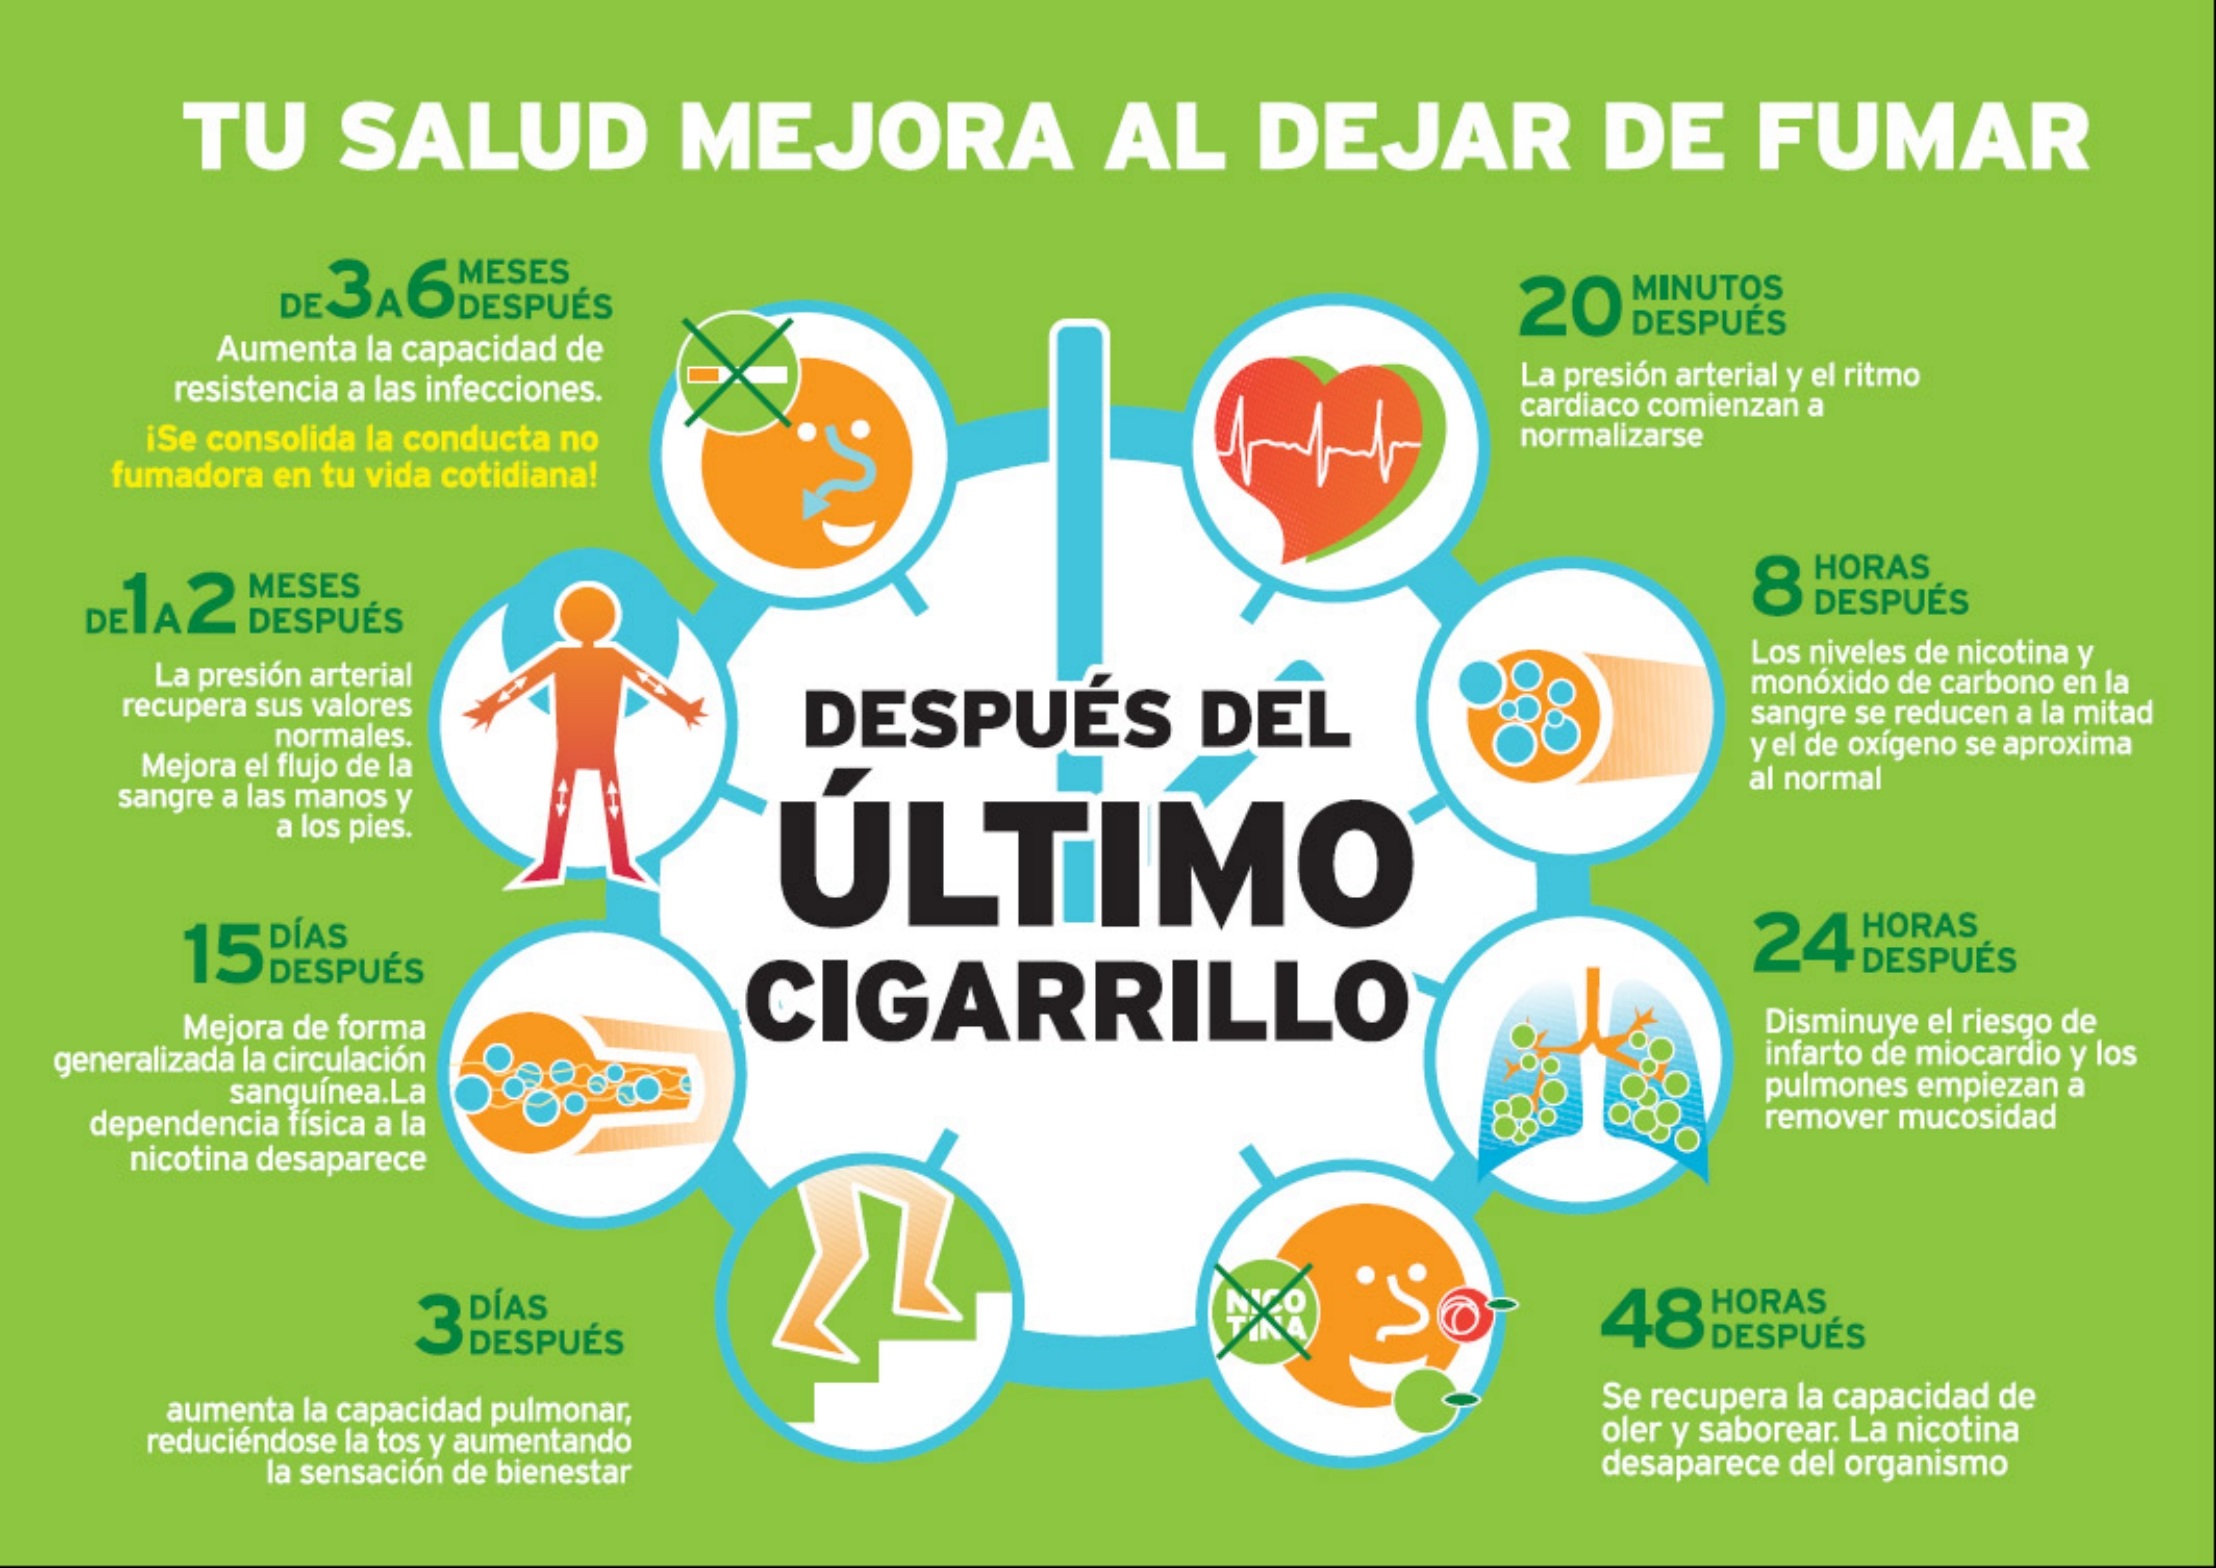 TU SALUD MEJORA AL DEJAR DE FUMAR
20 MINUTOS
DESPUÉS
La presión arterial y el ritmo
cardiaco comienzan a
normalizarse
8 HORAS
DESPUÉS
Los niveles de nicotina y
monóxido de carbono en la
sangre se reducen a la mitad
y el de oxígeno se aproxima
al normal
24 HORAS
DESPUÉS
Disminuye el riesgo de
infarto de miocardio y los
pulmones empiezan a
remover mucosidad
48 HORAS
DESPUÉS
Se recupera la capacidad de
oler y saborear. La nicotina
desaparece del organismo
3 DÍAS
DESPUÉS
aumenta la capacidad pulmonar,
reduciéndose la tos y aumentando
la sensación de bienestar
15 DÍAS
DESPUÉS
Mejora de forma
generalizada la circulación
sanguínea.La
dependencia física a la
nicotina desaparece
DE 1 A 2 MESES
DESPUÉS
La presión arterial
recupera sus valores
normales.
Mejora el flujo de la
sangre a las manos y
a los pies.
DE 3 A 6 MESES
DESPUÉS
Aumenta la capacidad de
resistencia a las infecciones.
¡Se consolida la conducta no
fumadora en tu vida cotidiana!
DESPUÉS DEL
ÚLTIMO
CIGARRILLO
NICO
TINA